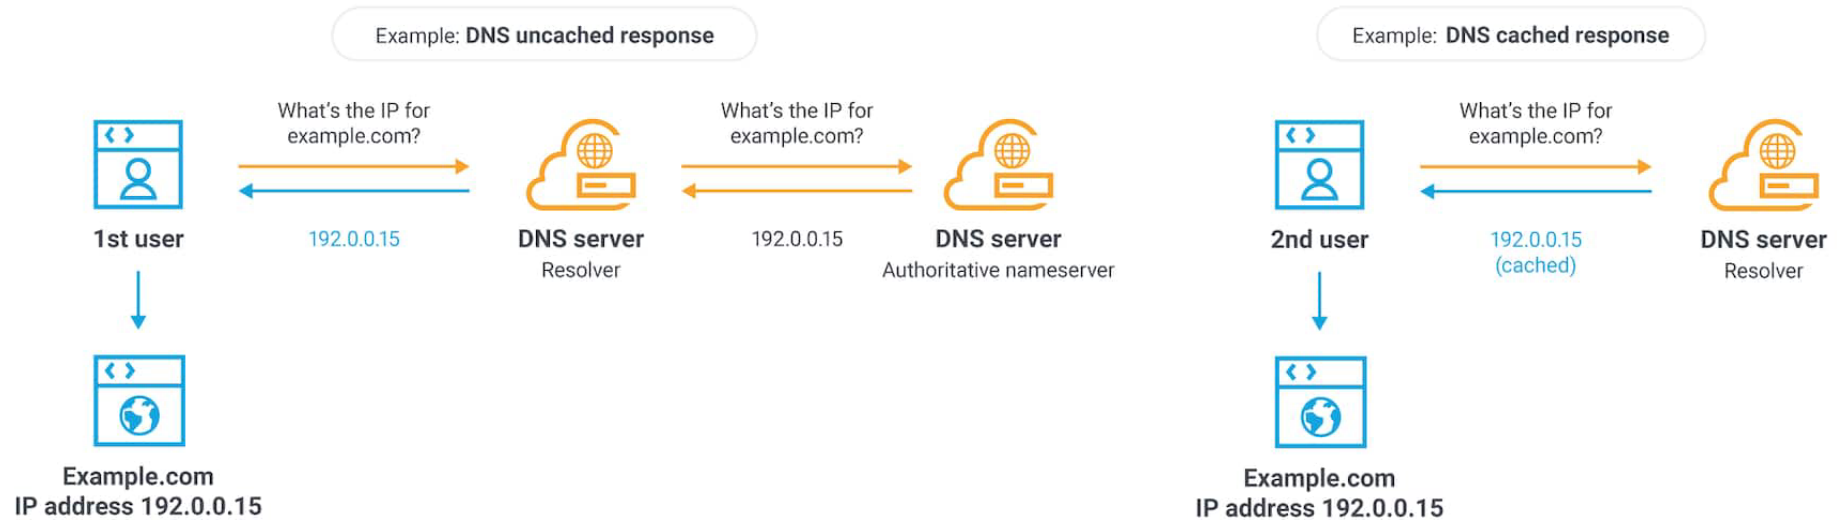 Example: DNS uncached response
What's the IP for
example.com?
What's the IP for
example.com?
1st user
192.0.0.15
DNS server
Resolver
192.0.0.15
DNS server
Authoritative nameserver
Example.com
IP address 192.0.0.15
Example: DNS cached response
What's the IP for
example.com?
2nd user
192.0.0.15
(cached)
DNS server
Resolver
Example.com
IP address 192.0.0.15